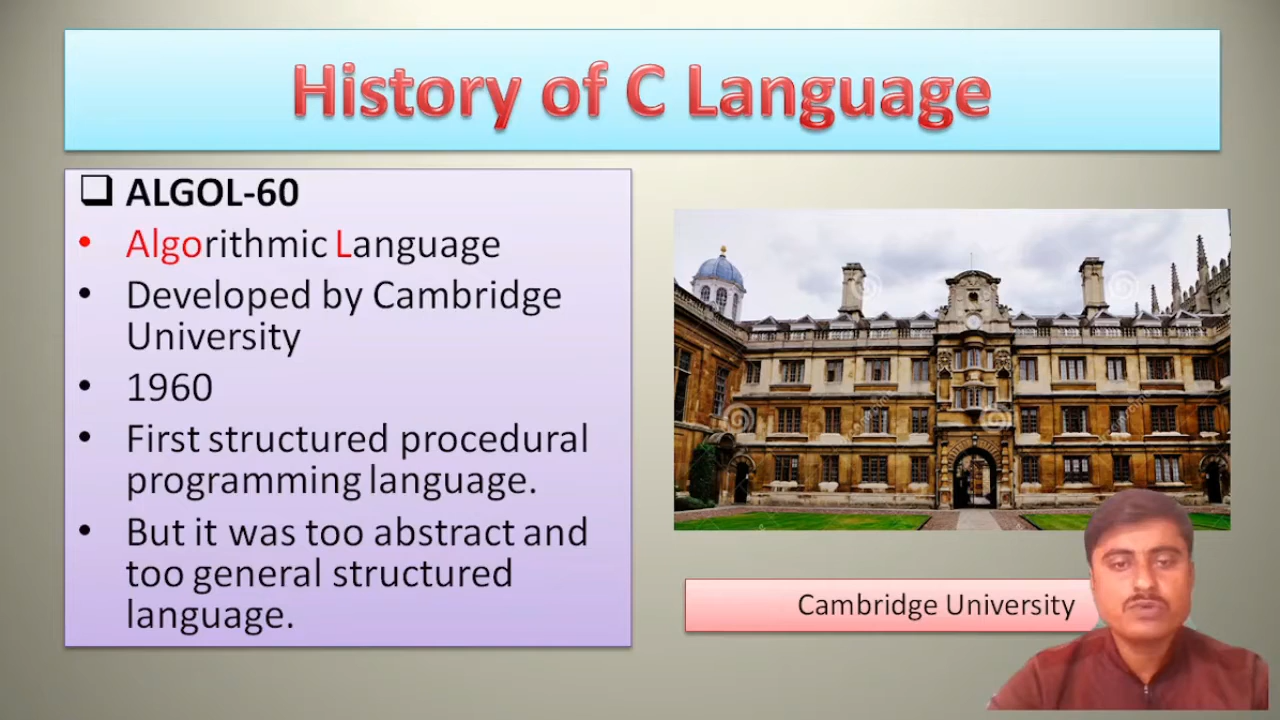 History of C Language
❑ ALGOL-60
• Algorithmic Language
• Developed by Cambridge
University
• 1960
• First structured procedural
programming language.
• But it was too abstract and
too general structured
language.
Cambridge University